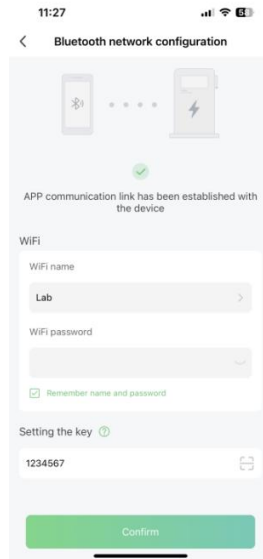 11:27
Bluetooth network configuration
APP communication link has been established with
the device
WiFi
WiFi name
Lab
WiFi password
Remember name and password
Setting the key
1234567
Confirm